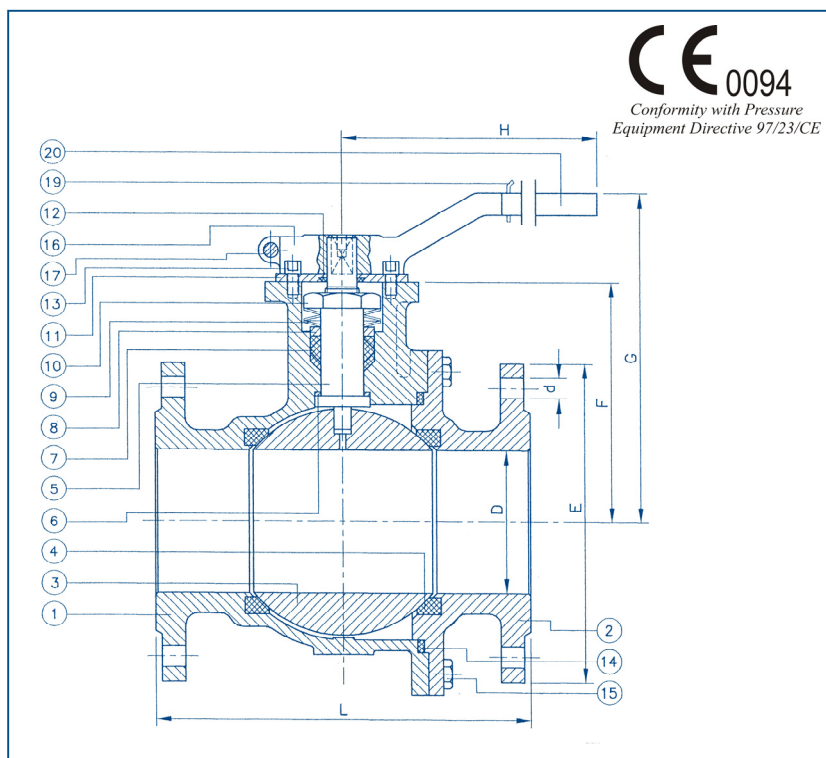 CE 0094
Conformity with Pressure
Equipment Directive 97/23/CE
H
20
19
12
16
17
13
11
10
9
8
7
5
6
4
3
1
G
F
d
E
D
2
14
15
L